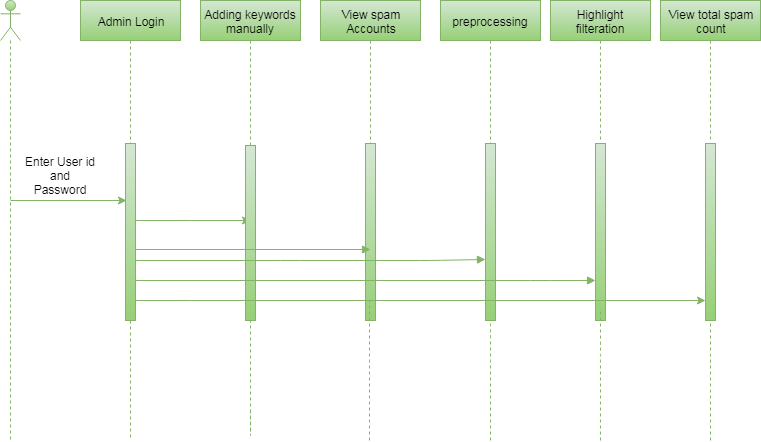 Admin Login
Adding keywords
manually
View spam
Accounts
preprocessing
Highlight
filteration
View total spam
count
Enter User id
and
Password